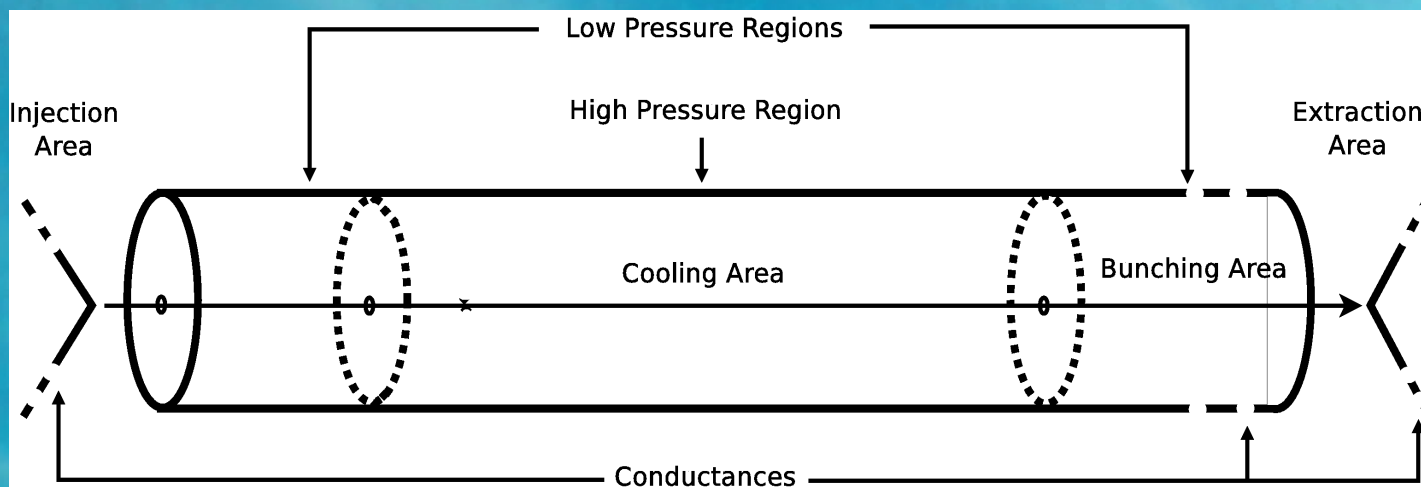 Low Pressure Regions
High Pressure Region
Injection
Area
Extraction
Area
Cooling Area
Bunching Area
Conductances